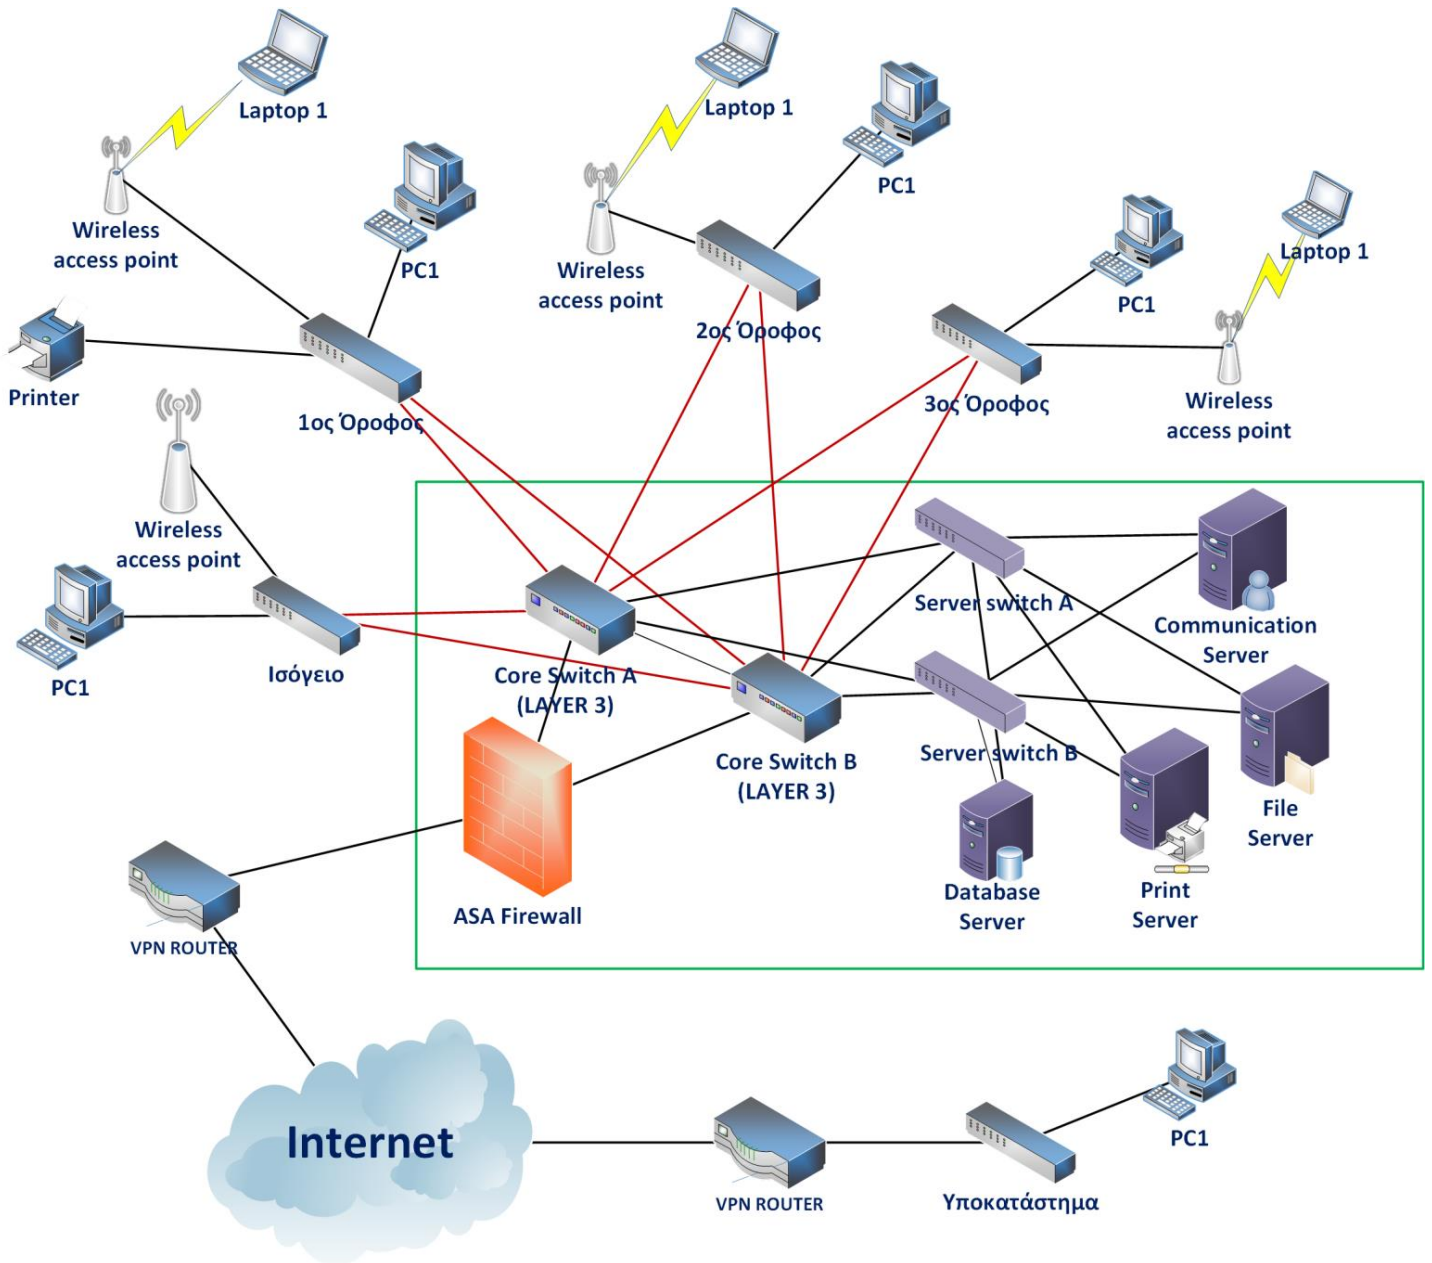 Laptop 1
Laptop 1
PC1
Wireless
access point
PC1
Wireless
access point
2ος Όροφος
Laptop 1
PC1
Printer
1ος Όροφος
3ος Όροφος
Wireless
access point
Wireless
access point
PC1
Ισόγειο
Core Switch A
(LAYER 3)
Server switch A
Communication
Server
Core Switch B
(LAYER 3)
Server switch B
File
Server
Database
Server
Print
Server
ASA Firewall
VPN ROUTER
Internet
VPN ROUTER
Υποκατάστημα
PC1